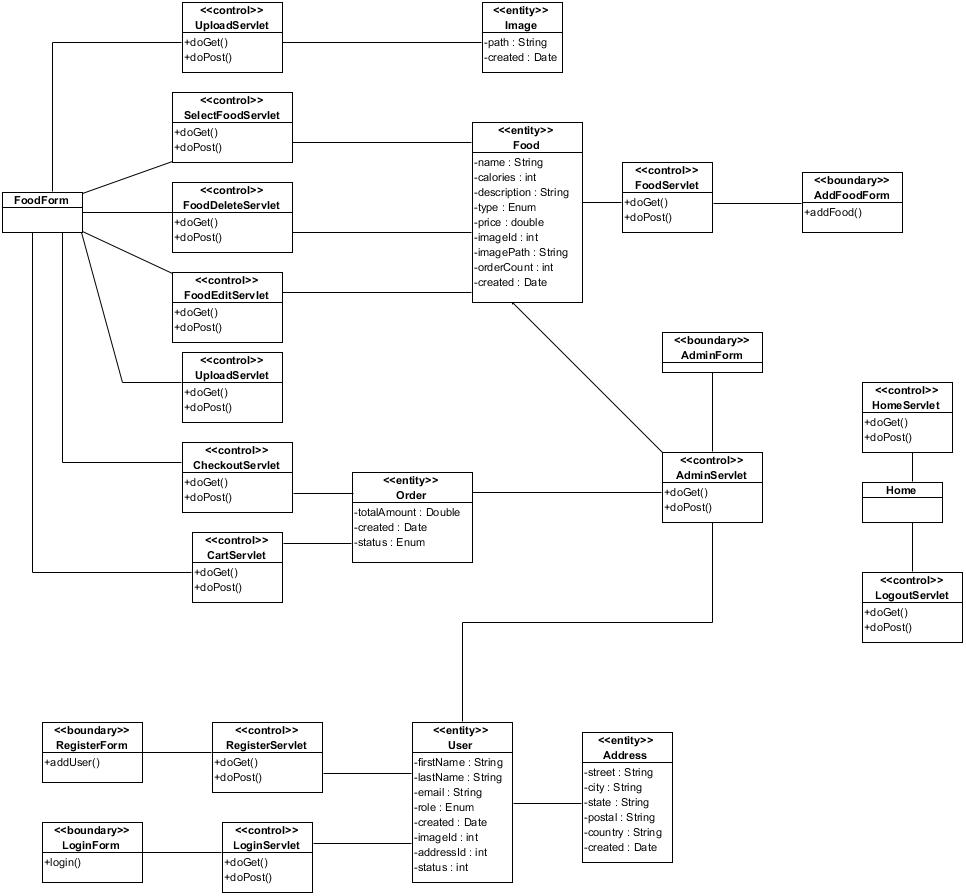 <<control>>
UploadServlet
+doGet()
+doPost()
<<entity>>
Image
-path : String
-created : Date
<<control>>
SelectFoodServlet
+doGet()
+doPost()
<<entity>>
Food
-name : String
-calories : int
-description : String
-type : Enum
-price : double
-imageId : int
-imagePath : String
-orderCount : int
-created : Date
<<control>>
FoodServlet
+doGet()
+doPost()
<<boundary>>
AddFoodForm
+addFood()
FoodForm
<<control>>
FoodDeleteServlet
+doGet()
+doPost()
<<control>>
FoodEditServlet
+doGet()
+doPost()
<<control>>
UploadServlet
+doGet()
+doPost()
<<boundary>>
AdminForm
<<control>>
HomeServlet
+doGet()
+doPost()
<<control>>
CheckoutServlet
+doGet()
+doPost()
<<entity>>
Order
-totalAmount : Double
-created : Date
-status : Enum
<<control>>
AdminServlet
+doGet()
+doPost()
Home
<<control>>
CartServlet
+doGet()
+doPost()
<<control>>
LogoutServlet
+doGet()
+doPost()
<<boundary>>
RegisterForm
+addUser()
<<control>>
RegisterServlet
+doGet()
+doPost()
<<entity>>
User
-firstName : String
-lastName : String
-email : String
-role : Enum
-created : Date
-imageId : int
-addressId : int
-status : int
<<entity>>
Address
-street : String
-city : String
-state : String
-postal : String
-country : String
-created : Date
<<boundary>>
LoginForm
+login()
<<control>>
LoginServlet
+doGet()
+doPost()